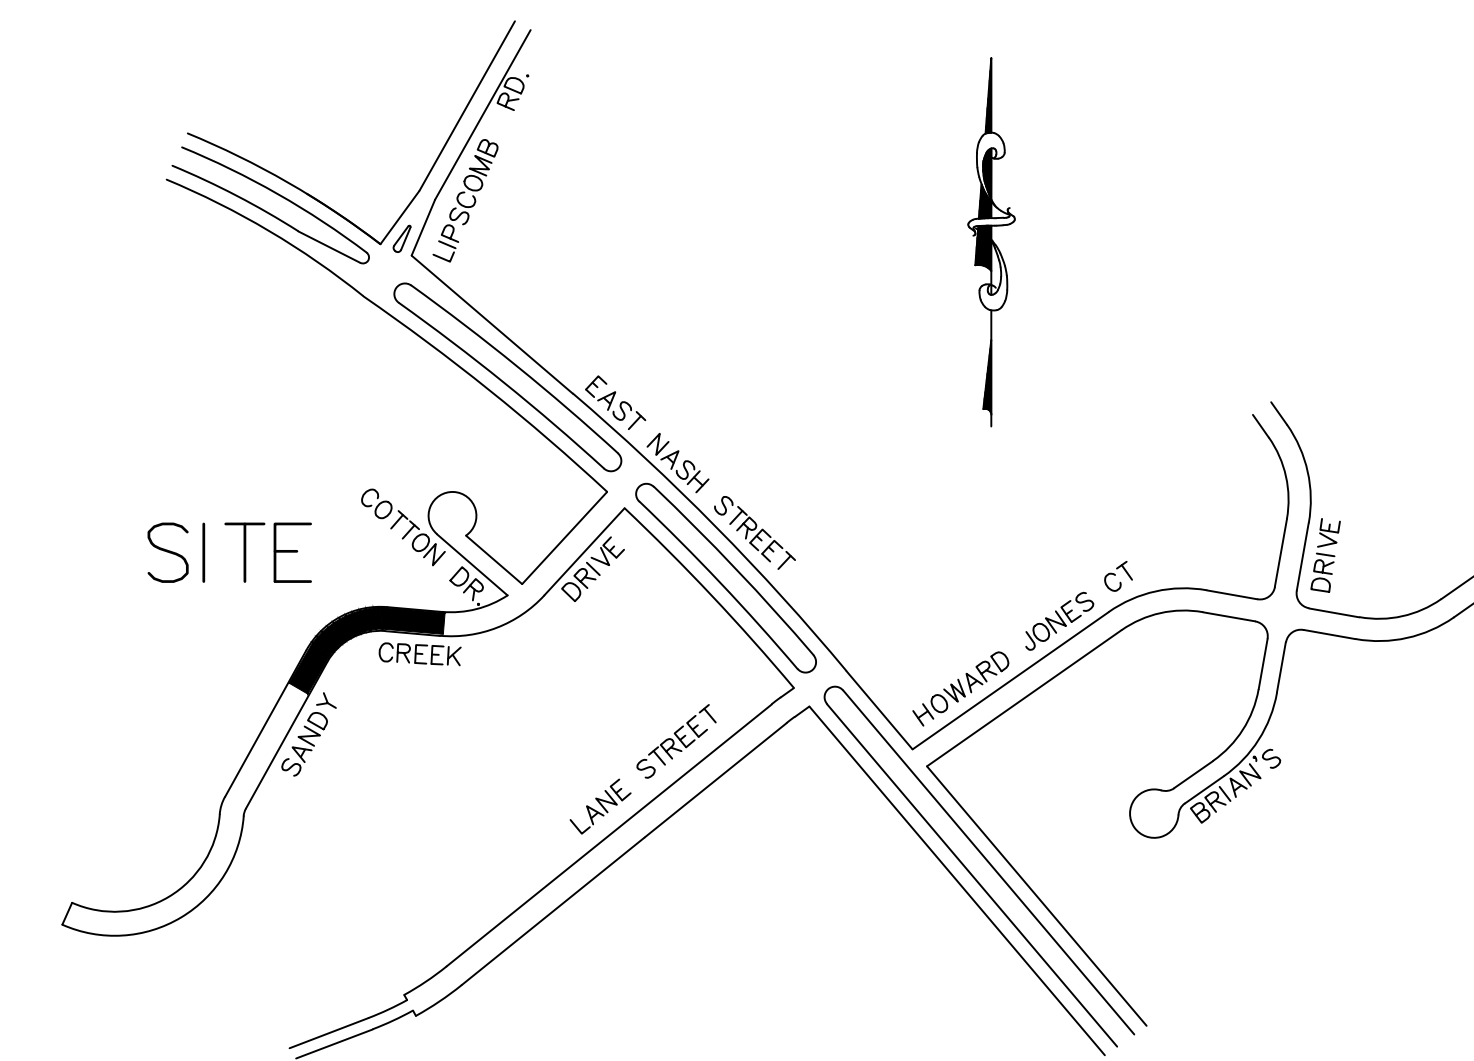 LIPSCOMB RD.
EAST NASH STREET
COTTON DR.
SITE
SANDY CREEK DRIVE
LANE STREET
HOWARD JONES CT
BRIAN'S DRIVE